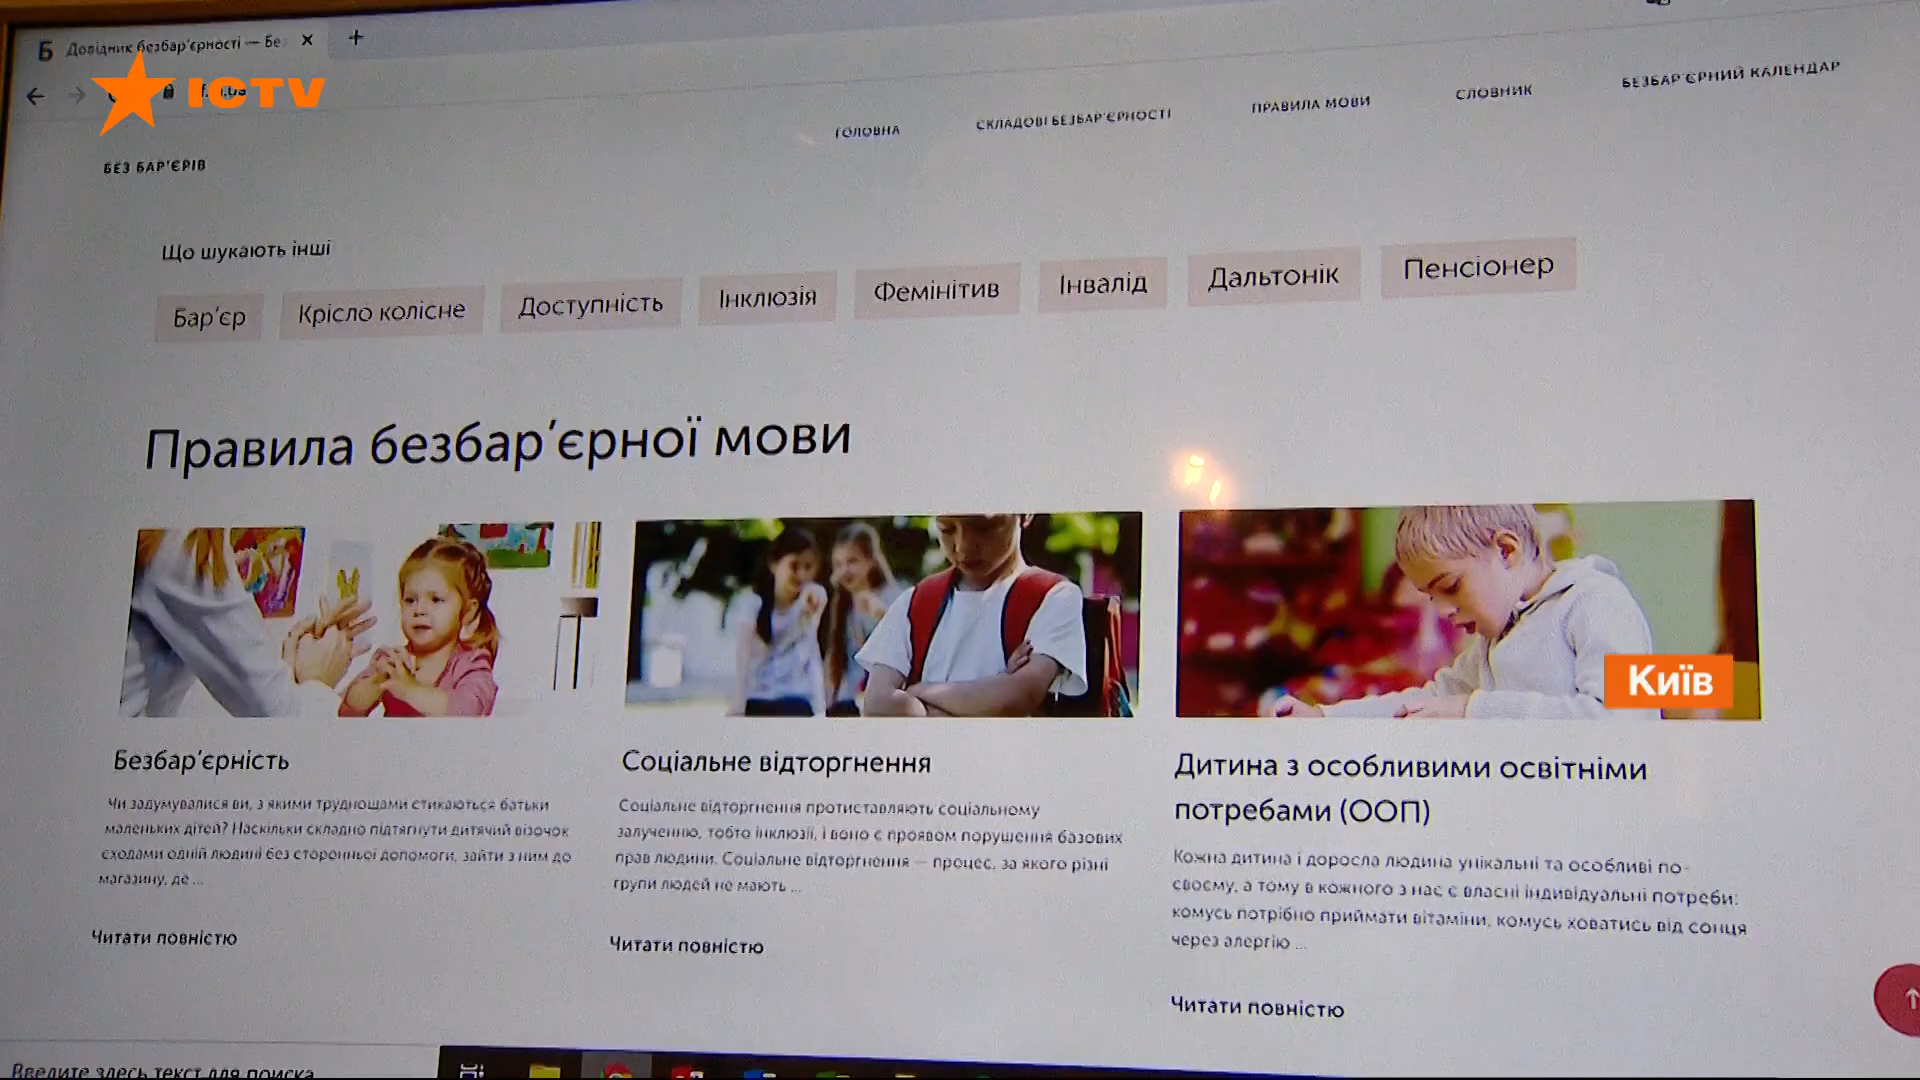 Довідник безбар'єрності — Бе
ICTV
БЕЗ БАР'ЄРІВ
ГОЛОВНА
СКЛАДОВІ БЕЗБАР'ЄРНОСТІ
ПРАВИЛА МОВИ
СЛОВНИК
БЕЗБАР'ЄРНИЙ КАЛЕНДАР
Що шукають інші
Бар'єр
Крісло колісне
Доступність
Інклюзія
Фемінітив
Інвалід
Дальтонік
Пенсіонер
Правила безбар'єрної мови
Київ
Безбар'єрність
Чи задумувалися ви, з якими труднощами стикаються батьки
маленьких дітей? Наскільки складно підтягнути дитячий візочок
сходами одній людині без сторонньої допомоги, зайти з ним до
магазину, де ...
Читати повністю
Соціальне відторгнення
Соціальне відторгнення протиставляють соціальному
залученню, тобто інклюзії, і воно є проявом порушення базових
прав людини. Соціальне відторгнення — процес, за якого різні
групи людей не мають ...
Читати повністю
Дитина з особливими освітніми
потребами (ООП)
Кожна дитина і доросла людина унікальні та особливі по-
своєму, а тому в кожного з нас є власні індивідуальні потреби:
комусь потрібно приймати вітаміни, комусь ховатись від сонця
через алергію ...
Читати повністю
Введите здесь текст для поиска